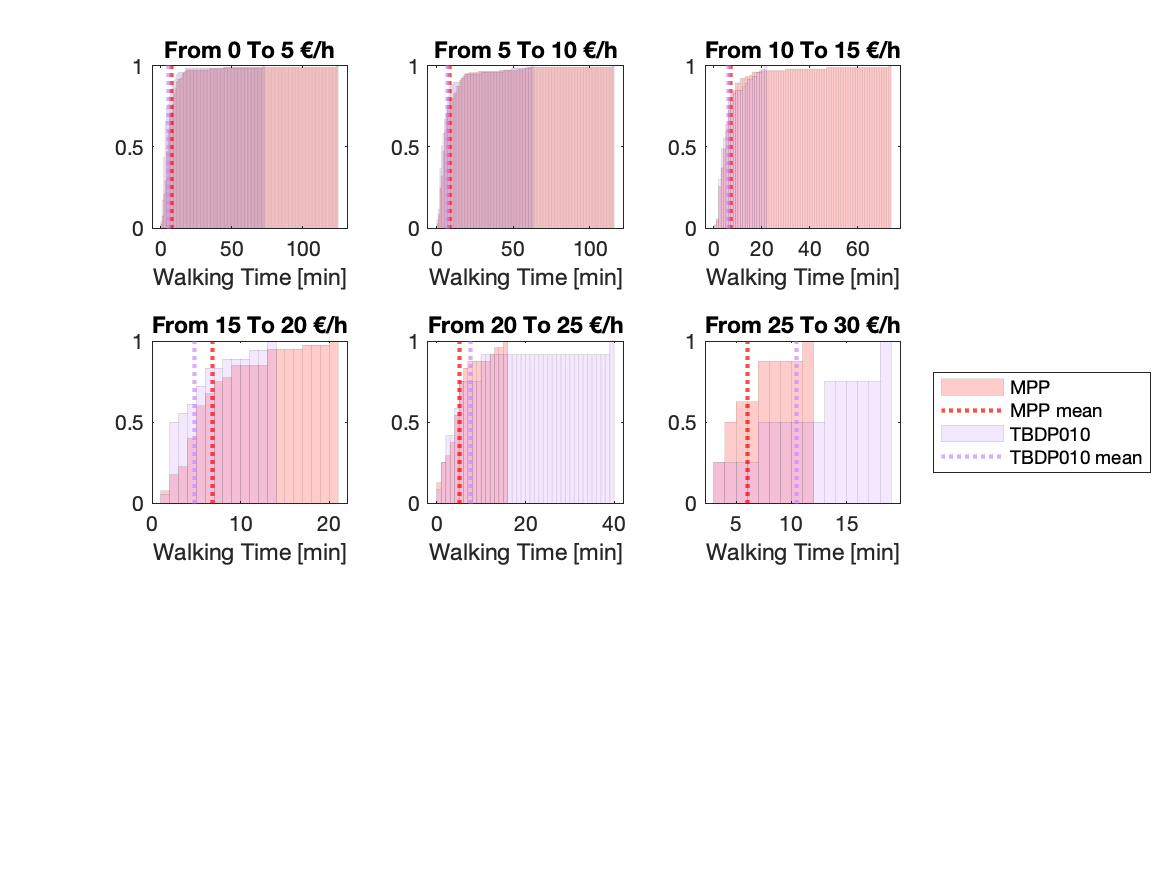 From 0 To 5 €/h
From 5 To 10 €/h
From 10 To 15 €/h
1
0.5
0
0 50 100
Walking Time [min]
1
0.5
0
0 50 100
Walking Time [min]
1
0.5
0
0 20 40 60
Walking Time [min]
From 15 To 20 €/h
From 20 To 25 €/h
From 25 To 30 €/h
1
0.5
0
0 10 20
Walking Time [min]
1
0.5
0
0 20 40
Walking Time [min]
1
0.5
0
5 10 15
Walking Time [min]
MPP
MPP mean
TBDP010
TBDP010 mean